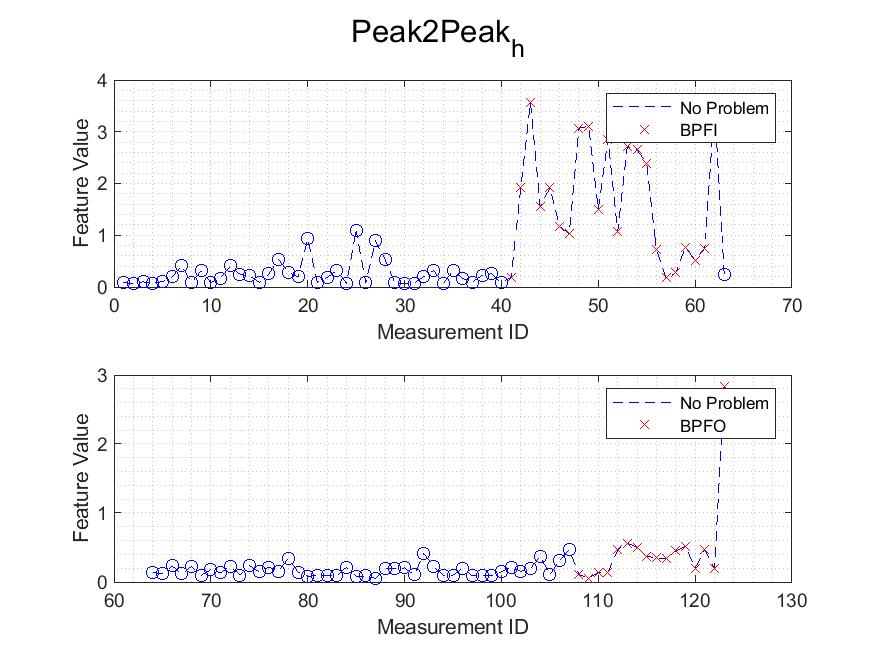 Peak2Peak_h
4
3
2
1
0
Feature Value
No Problem
BPFI
0 10 20 30 40 50 60 70
Measurement ID
3
2
1
0
Feature Value
No Problem
BPFO
60 70 80 90 100 110 120 130
Measurement ID